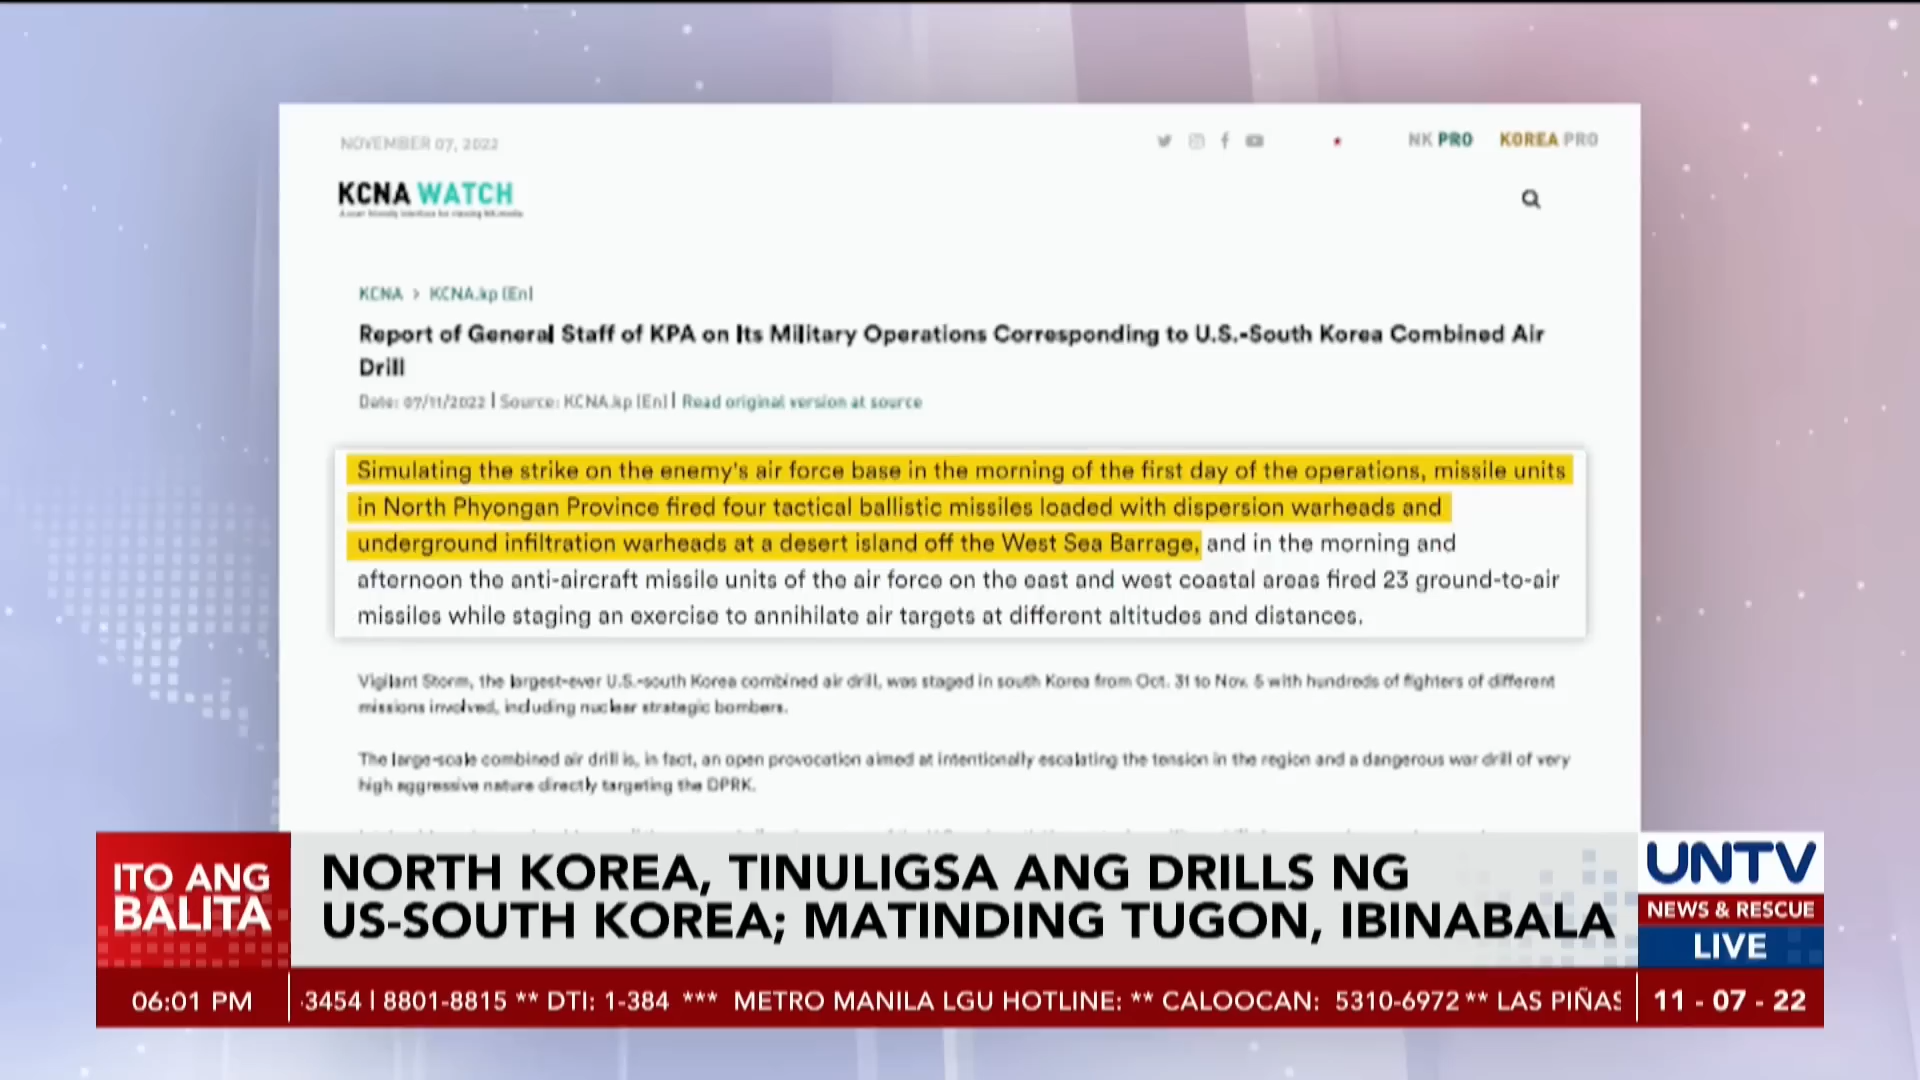 NOVEMBER 07, 2022
NK PRO KOREA PRO
KCNA WATCH
KCNA > KCNA.kp (En)
Report of General Staff of KPA on Its Military Operations Corresponding to U.S.-South Korea Combined Air
Drill
Date: 07/11/2022 | Source: KCNA.kp (En) | Read original version at source
Simulating the strike on the enemy's air force base in the morning of the first day of the operations, missile units
in North Phyongan Province fired four tactical ballistic missiles loaded with dispersion warheads and
underground infiltration warheads at a desert island off the West Sea Barrage, and in the morning and
afternoon the anti-aircraft missile units of the air force on the east and west coastal areas fired 23 ground-to-air
missiles while staging an exercise to annihilate air targets at different altitudes and distances.
Vigilant Storm, the largest-ever U.S.-south Korea combined air drill, was staged in south Korea from Oct. 31 to Nov. 5 with hundreds of fighters of different
missions involved, including nuclear strategic bombers.
The large-scale combined air drill is, in fact, an open provocation aimed at intentionally escalating the tension in the region and a dangerous war drill of very
high aggressive nature directly targeting the DPRK.
ITO ANG
BALITA
NORTH KOREA, TINULIGSA ANG DRILLS NG
US-SOUTH KOREA; MATINDING TUGON, IBINABALA
UNTV
NEWS & RESCUE
LIVE
06:01 PM
-3454 | 8801-8815 ** DTI: 1-384 *** METRO MANILA LGU HOTLINE: ** CALOOCAN: 5310-6972 ** LAS PIÑAS
11 - 07 - 22